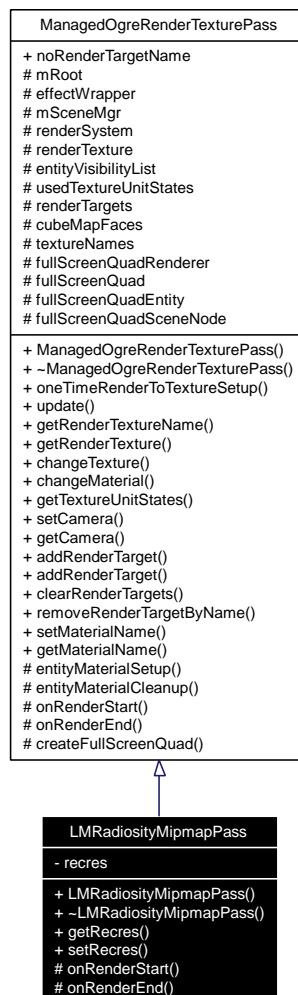 ManagedOgreRenderTexturePass
+ noRenderTargetName
# mRoot
# effectWrapper
# mSceneMgr
# renderSystem
# renderTexture
# entityVisibilityList
# usedTextureUnitStates
# renderTargets
# cubeMapFaces
# textureNames
# fullScreenQuadRenderer
# fullScreenQuad
# fullScreenQuadEntity
# fullScreenQuadSceneNode
+ ManagedOgreRenderTexturePass()
+ ~ManagedOgreRenderTexturePass()
+ oneTimeRenderToTextureSetup()
+ update()
+ getRenderTextureName()
+ getRenderTexture()
+ changeTexture()
+ changeMaterial()
+ getTextureUnitStates()
+ setCamera()
+ getCamera()
+ addRenderTarget()
+ addRenderTarget()
+ clearRenderTargets()
+ removeRenderTargetByName()
+ setMaterialName()
+ getMaterialName()
# entityMaterialSetup()
# entityMaterialCleanup()
# onRenderStart()
# onRenderEnd()
# createFullScreenQuad()
LMRadiosityMipmapPass
- recres
+ LMRadiosityMipmapPass()
+ ~LMRadiosityMipmapPass()
+ getRecres()
+ setRecres()
# onRenderStart()
# onRenderEnd()